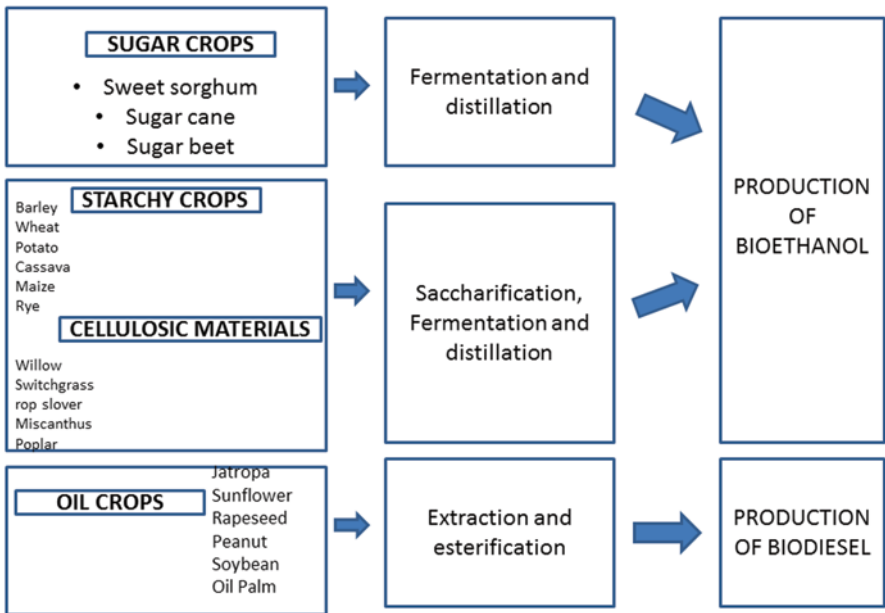 SUGAR CROPS
• Sweet sorghum
• Sugar cane
• Sugar beet
Fermentation and
distillation
STARCHY CROPS
Barley
Wheat
Potato
Cassava
Maize
Rye
CELLULOSIC MATERIALS
Willow
Switchgrass
rop slover
Miscanthus
Poplar
Saccharification,
Fermentation and
distillation
PRODUCTION
OF
BIOETHANOL
OIL CROPS
Jatropa
Sunflower
Rapeseed
Peanut
Soybean
Oil Palm
Extraction and
esterification
PRODUCTION
OF BIODIESEL